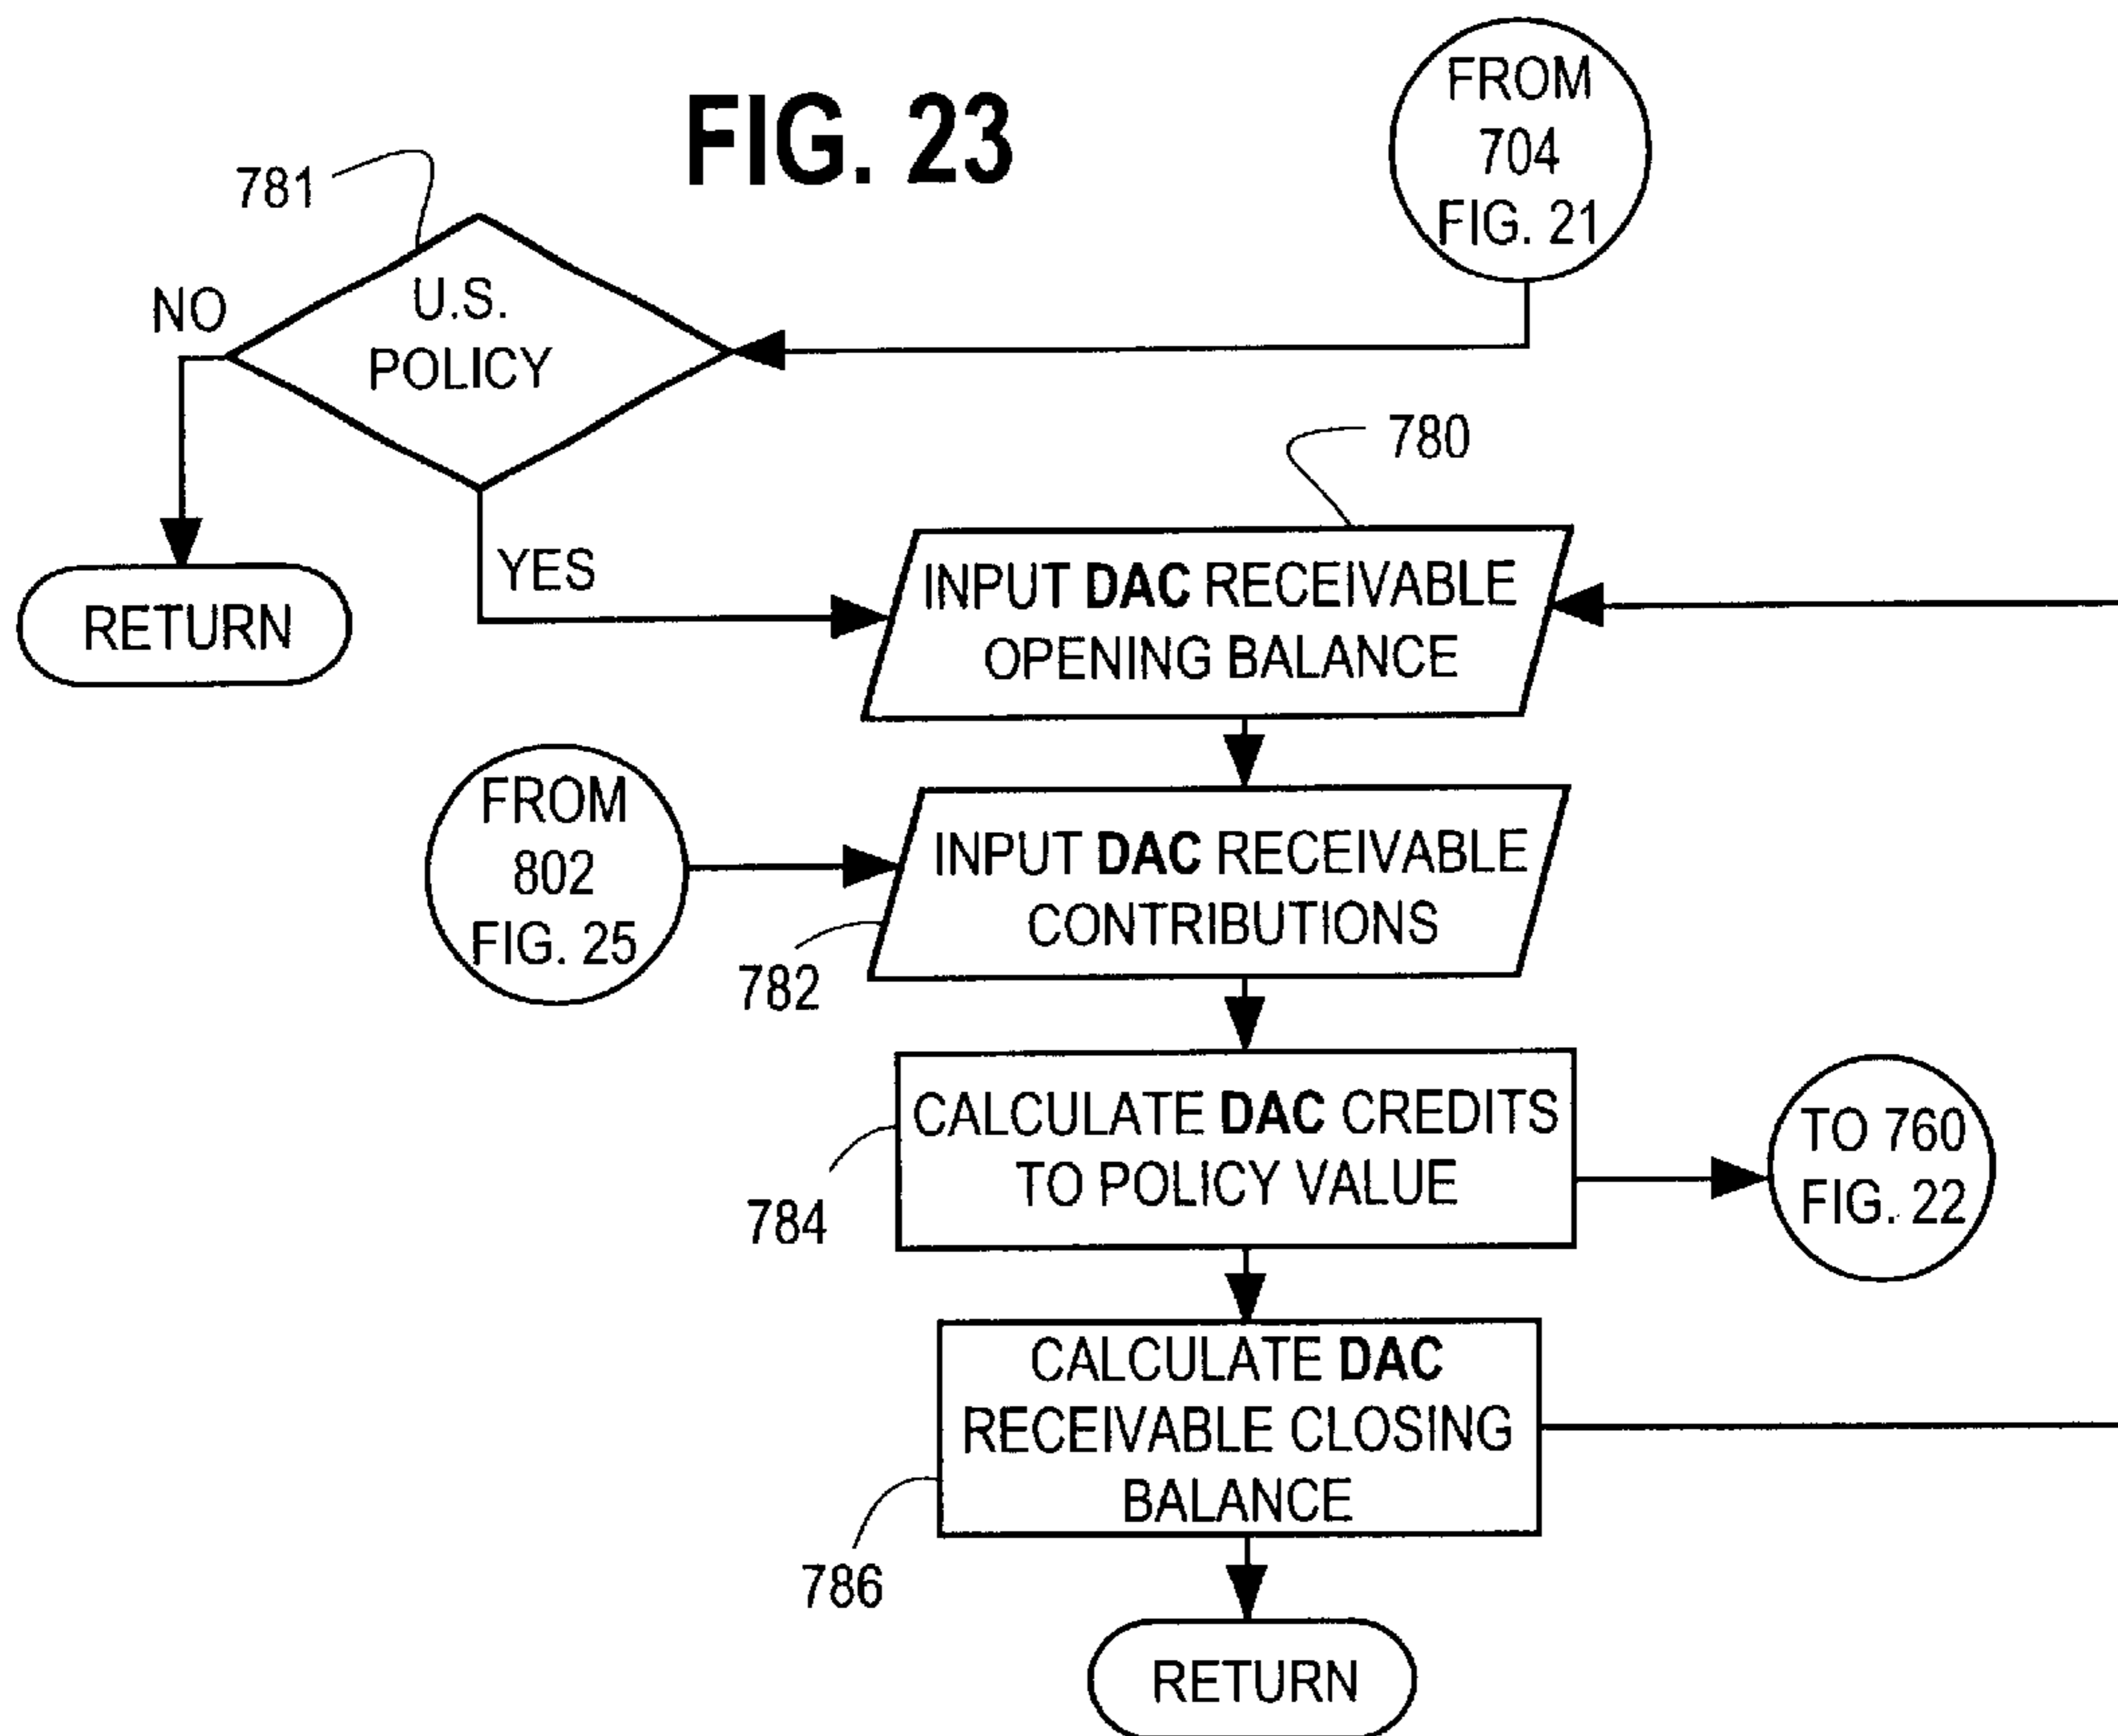 FIG. 23
FROM
704
FIG. 21
781
U.S.
POLICY
NO
YES
RETURN
780
INPUT DAC RECEIVABLE
OPENING BALANCE
FROM
802
FIG. 25
782
INPUT DAC RECEIVABLE
CONTRIBUTIONS
784
CALCULATE DAC CREDITS
TO POLICY VALUE
TO 760
FIG. 22
786
CALCULATE DAC
RECEIVABLE CLOSING
BALANCE
RETURN